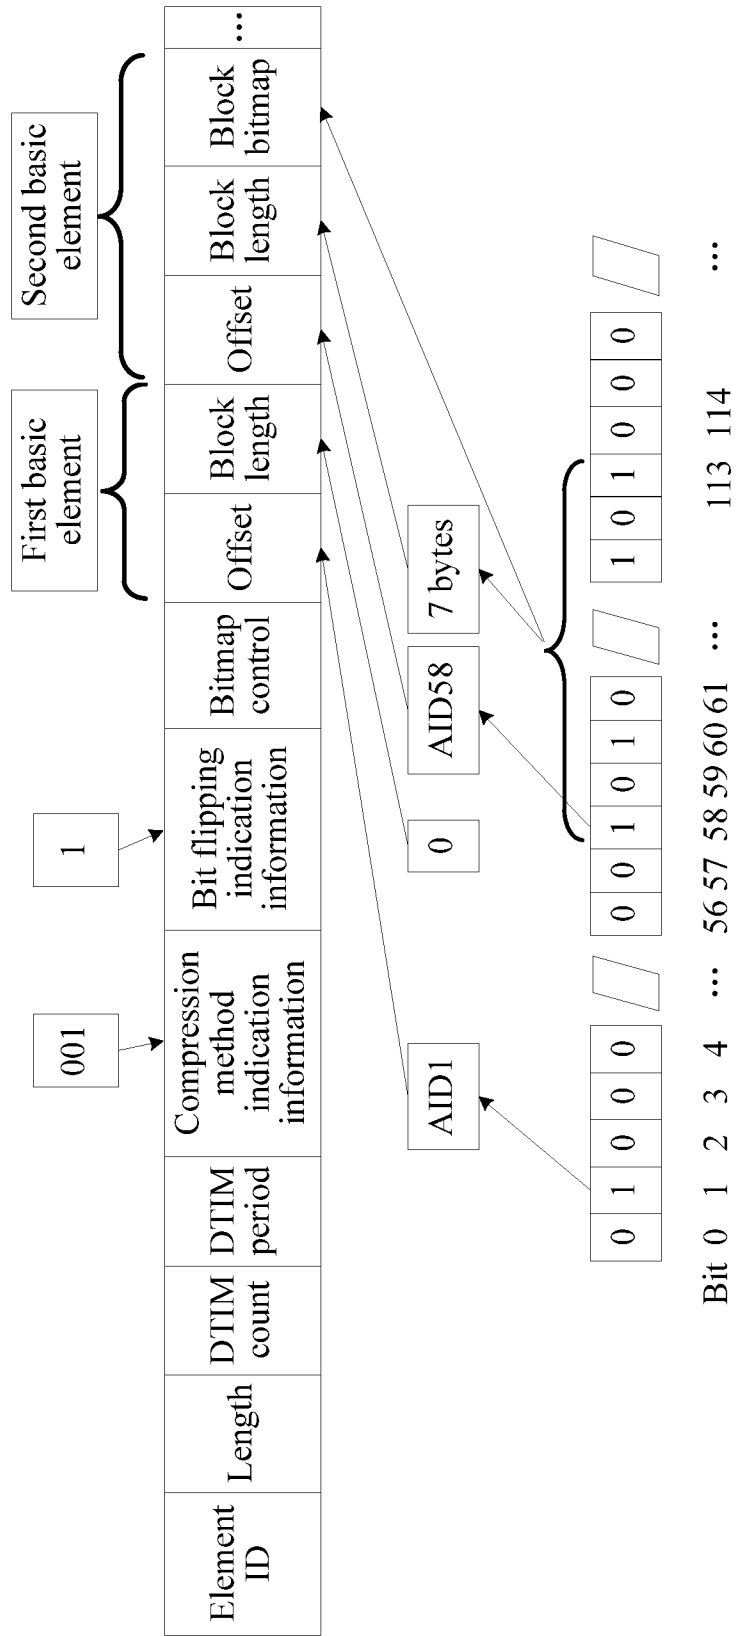 Second basic
element
First basic
element
1
001
Element
ID
Length
DTIM
count
DTIM
period
Compression
method
indication
information
Bit flipping
indication
information
Bitmap
control
Offset
Block
length
Offset
Block
length
Block
bitmap
...
AID1
0
AID58
7 bytes
0 1 0 0 0 0 0 1 0 1 0 1 0 1 0 0 0
Bit 0 1 2 3 4 ... 56 57 58 59 60 61 ... 113 114 ...